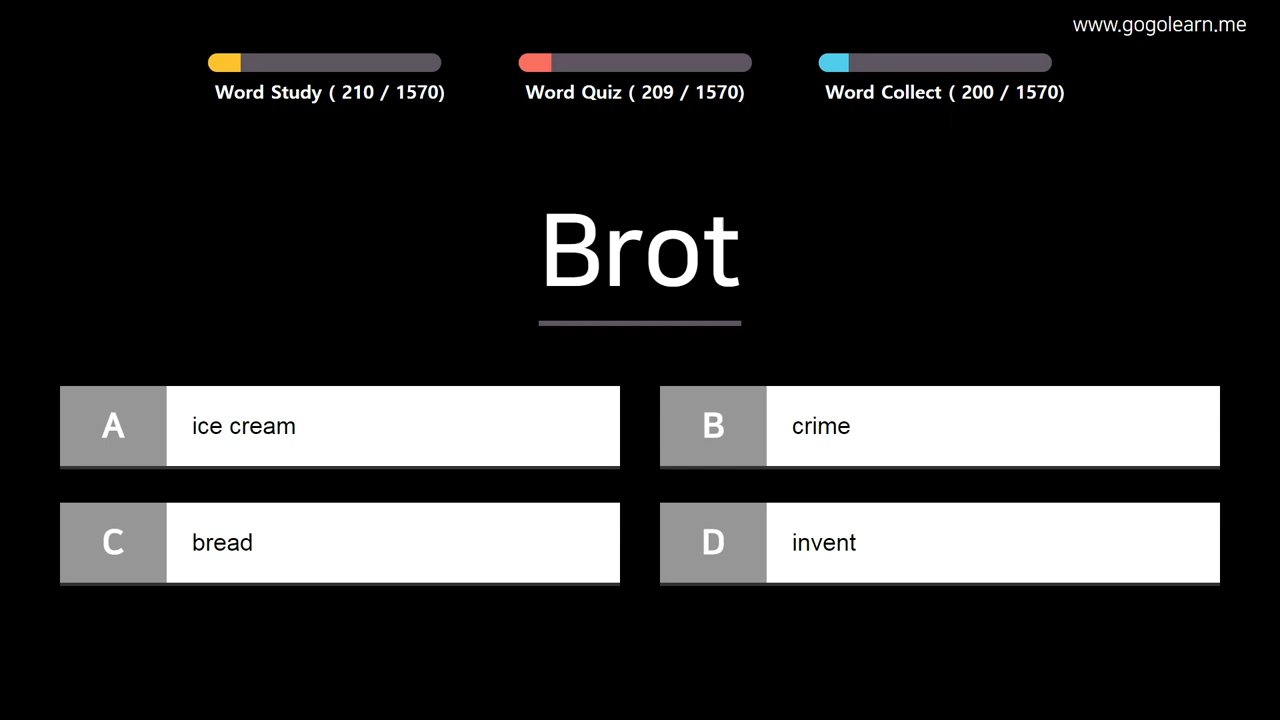 www.gogolearn.me
Word Study ( 210 / 1570)
Word Quiz ( 209 / 1570)
Word Collect ( 200 / 1570)
Brot
A ice cream
B crime
C bread
D invent